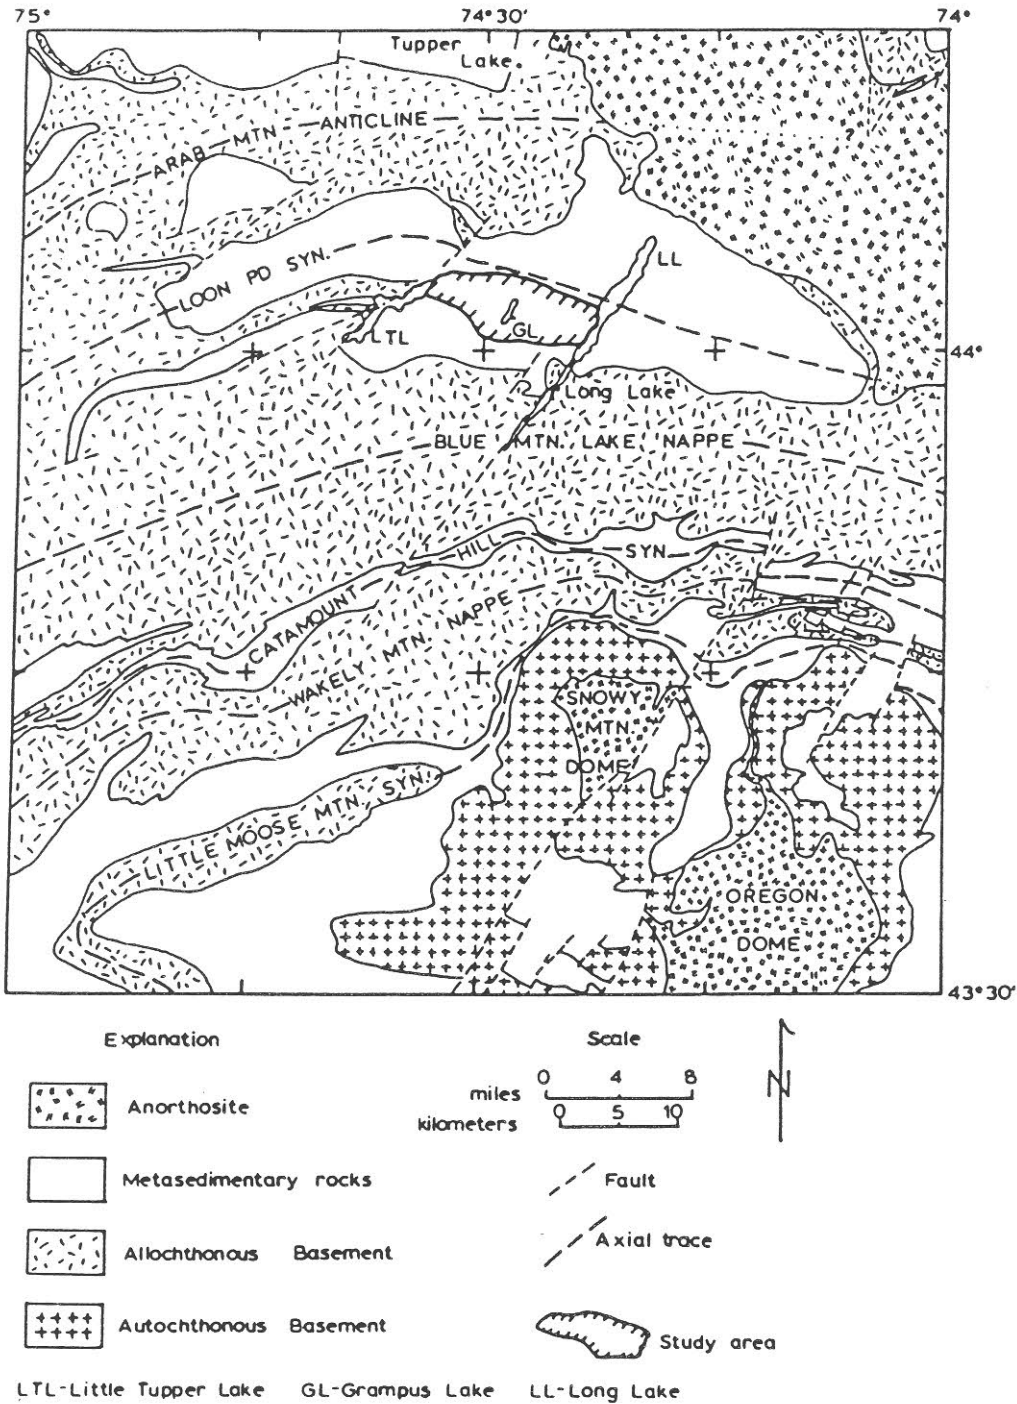 75° 74°30' 74°
Tupper
Lake.
ARAB MTN. ANTICLINE
?
LOON PD SYN.
LL
GL
LTL
44°
Long Lake
BLUE MTN. LAKE NAPPE
CATAMOUNT HILL SYN.
WAKELY MTN. NAPPE
SNOWY
MTN.
DOME
LITTLE MOOSE MTN. SYN.
OREGON
DOME
43°30'
Explanation
Scale
0 4 8
miles
0 5 10
kilometers
N
Anorthosite
Metasedimentary rocks
Fault
Allochthonous Basement
Axial trace
Autochthonous Basement
Study area
LTL-Little Tupper Lake GL-Grampus Lake LL-Long Lake